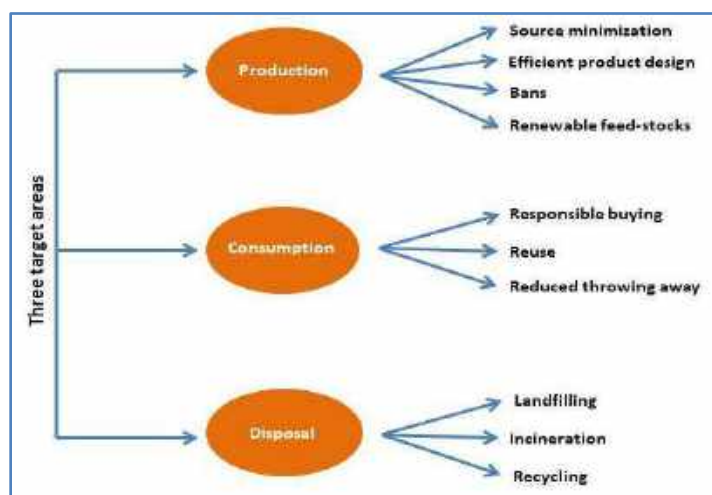 Three target areas
Production
Source minimization
Efficient product design
Bans
Renewable feed-stocks
Consumption
Responsible buying
Reuse
Reduced throwing away
Disposal
Landfilling
Incineration
Recycling